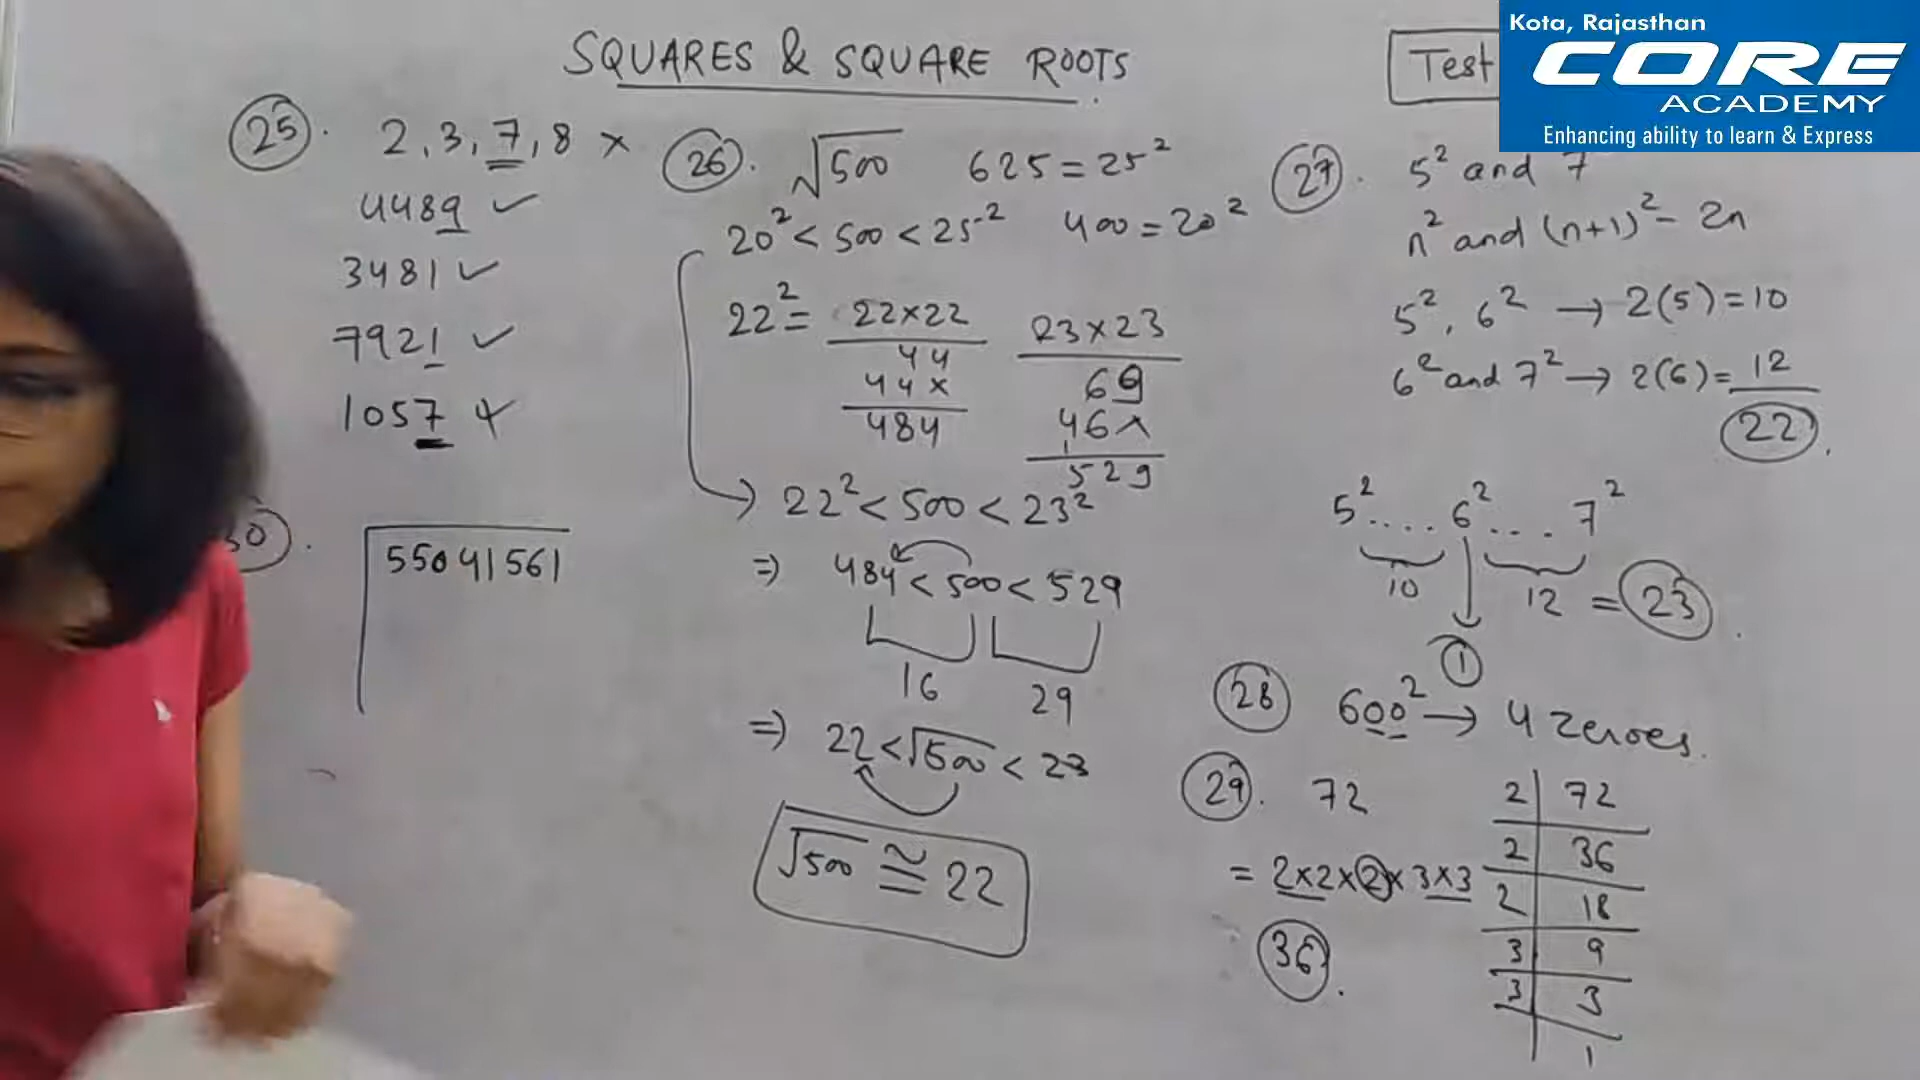 SQUARES & SQUARE ROOTS
Test
Kota, Rajasthan
CORE
ACADEMY
Enhancing ability to learn & Express
25. 2, 3, 7, 8 ×
4489 ✓
3481 ✓
7921 ✓
1057 ×
26. √500 625 = 25²
20² < 500 < 25² 400 = 20²
22² = 22×22 23×23
44 69
44× 46×
484 1
529
22² < 500 < 23²
⇒ 484 < 500 < 529
16 29
⇒ 22 < √500 < 23
√500 ≅ 22
27. 5² and 7
n² and (n+1)² – 2n
5², 6² → 2(5) = 10
6² and 7² → 2(6) = 12
22.
5² .... 6² ... . 7²
10 12 = 23.
1
28 600² → 4 zeroes.
29. 72
2 | 72
2 | 36
2 | 18
3 | 9
3 | 3
1
= 2×2×2×3×3
36.
30.
55041561